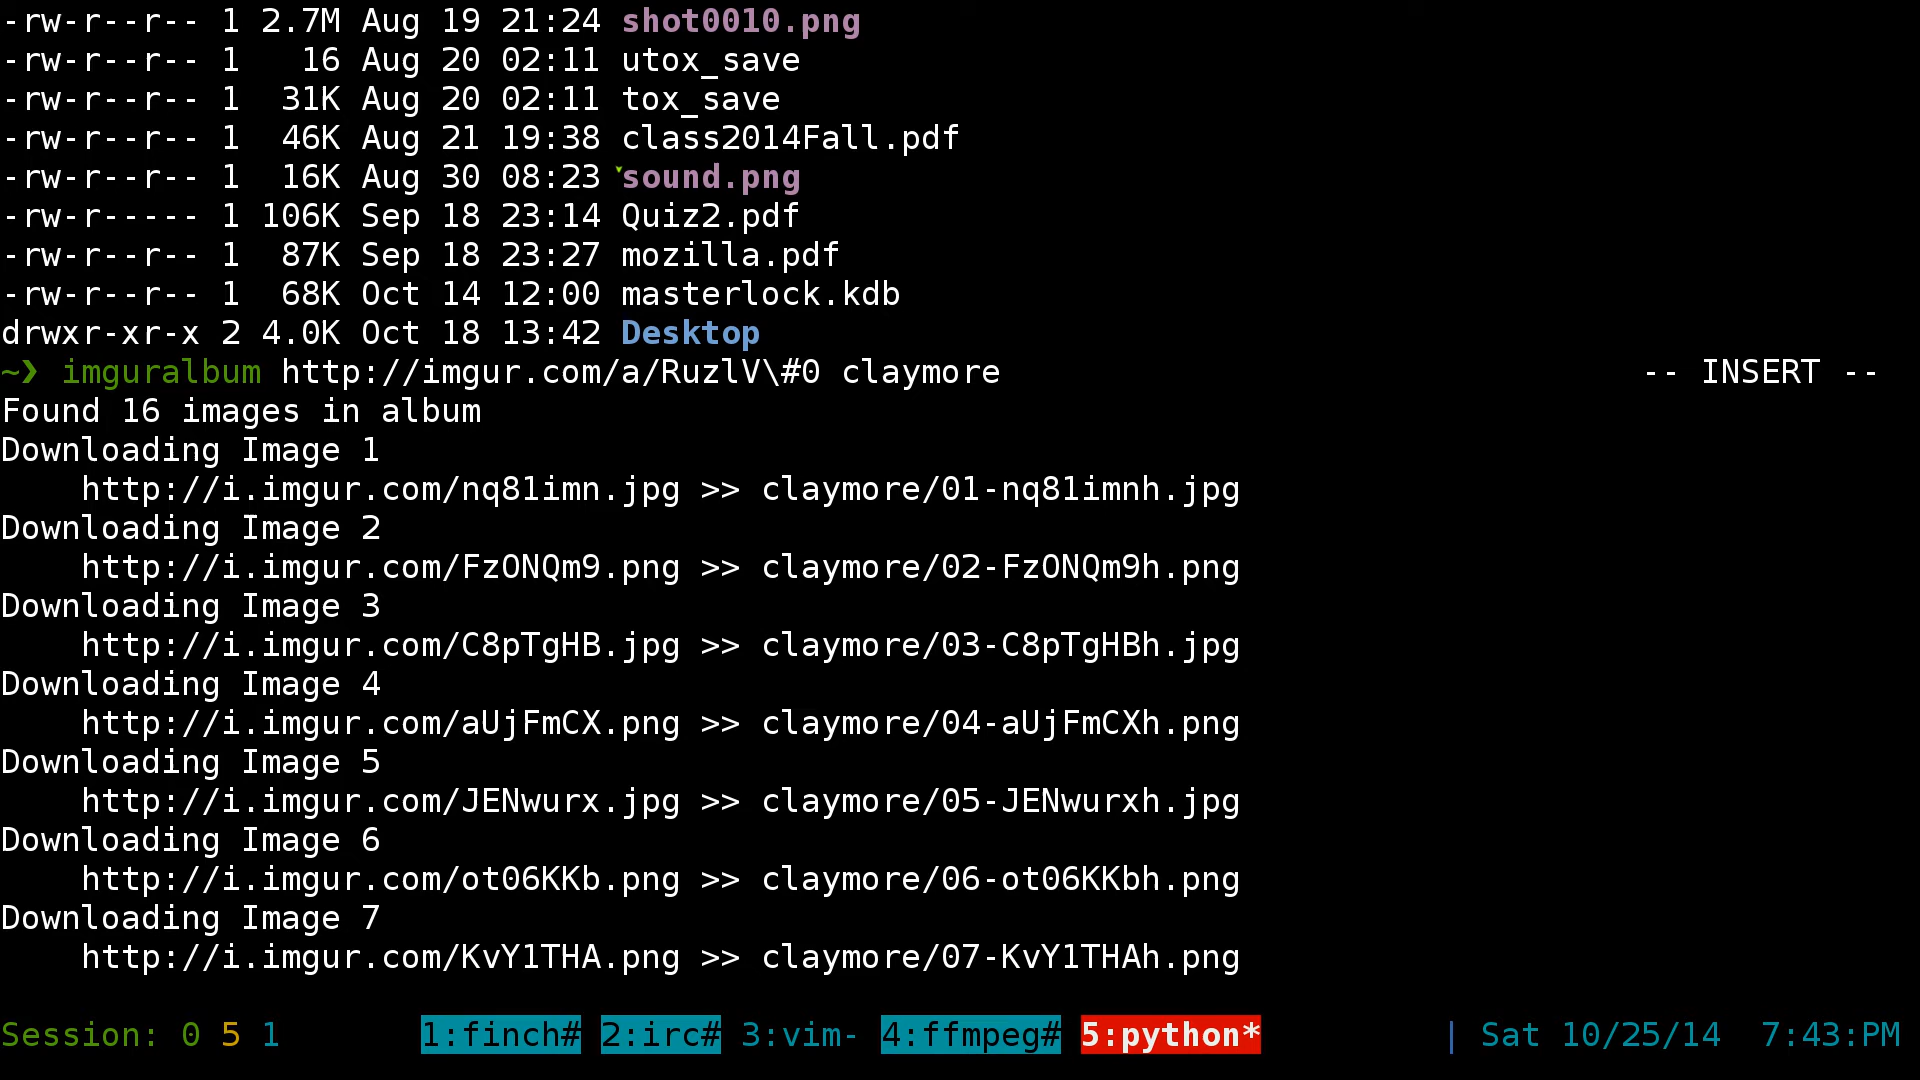 -rw-r--r-- 1 2.7M Aug 19 21:24 shot0010.png
-rw-r--r-- 1   16 Aug 20 02:11 utox_save
-rw-r--r-- 1  31K Aug 20 02:11 tox_save
-rw-r--r-- 1  46K Aug 21 19:38 class2014Fall.pdf
-rw-r--r-- 1  16K Aug 30 08:23 sound.png
-rw-r----- 1 106K Sep 18 23:14 Quiz2.pdf
-rw-r--r-- 1  87K Sep 18 23:27 mozilla.pdf
-rw-r--r-- 1  68K Oct 14 12:00 masterlock.kdb
drwxr-xr-x 2 4.0K Oct 18 13:42 Desktop
~❯ imguralbum http://imgur.com/a/RuzlV\#0 claymore -- INSERT --
Found 16 images in album
Downloading Image 1
    http://i.imgur.com/nq81imn.jpg >> claymore/01-nq81imnh.jpg
Downloading Image 2
    http://i.imgur.com/FzONQm9.png >> claymore/02-FzONQm9h.png
Downloading Image 3
    http://i.imgur.com/C8pTgHB.jpg >> claymore/03-C8pTgHBh.jpg
Downloading Image 4
    http://i.imgur.com/aUjFmCX.png >> claymore/04-aUjFmCXh.png
Downloading Image 5
    http://i.imgur.com/JENwurx.jpg >> claymore/05-JENwurxh.jpg
Downloading Image 6
    http://i.imgur.com/ot06KKb.png >> claymore/06-ot06KKbh.png
Downloading Image 7
    http://i.imgur.com/KvY1THA.png >> claymore/07-KvY1THAh.png
Session: 0 5 1 1:finch# 2:irc# 3:vim- 4:ffmpeg# 5:python* | Sat 10/25/14  7:43:PM